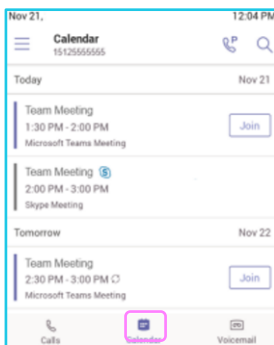 Nov 21, 12:04 PM
Calendar
15125555555
Today Nov 21
Team Meeting
1:30 PM - 2:00 PM Join
Microsoft Teams Meeting
Team Meeting
2:00 PM - 3:00 PM
Skype Meeting
Tomorrow Nov 22
Team Meeting
2:30 PM - 3:00 PM Join
Microsoft Teams Meeting
Calls Calendar Voicemail